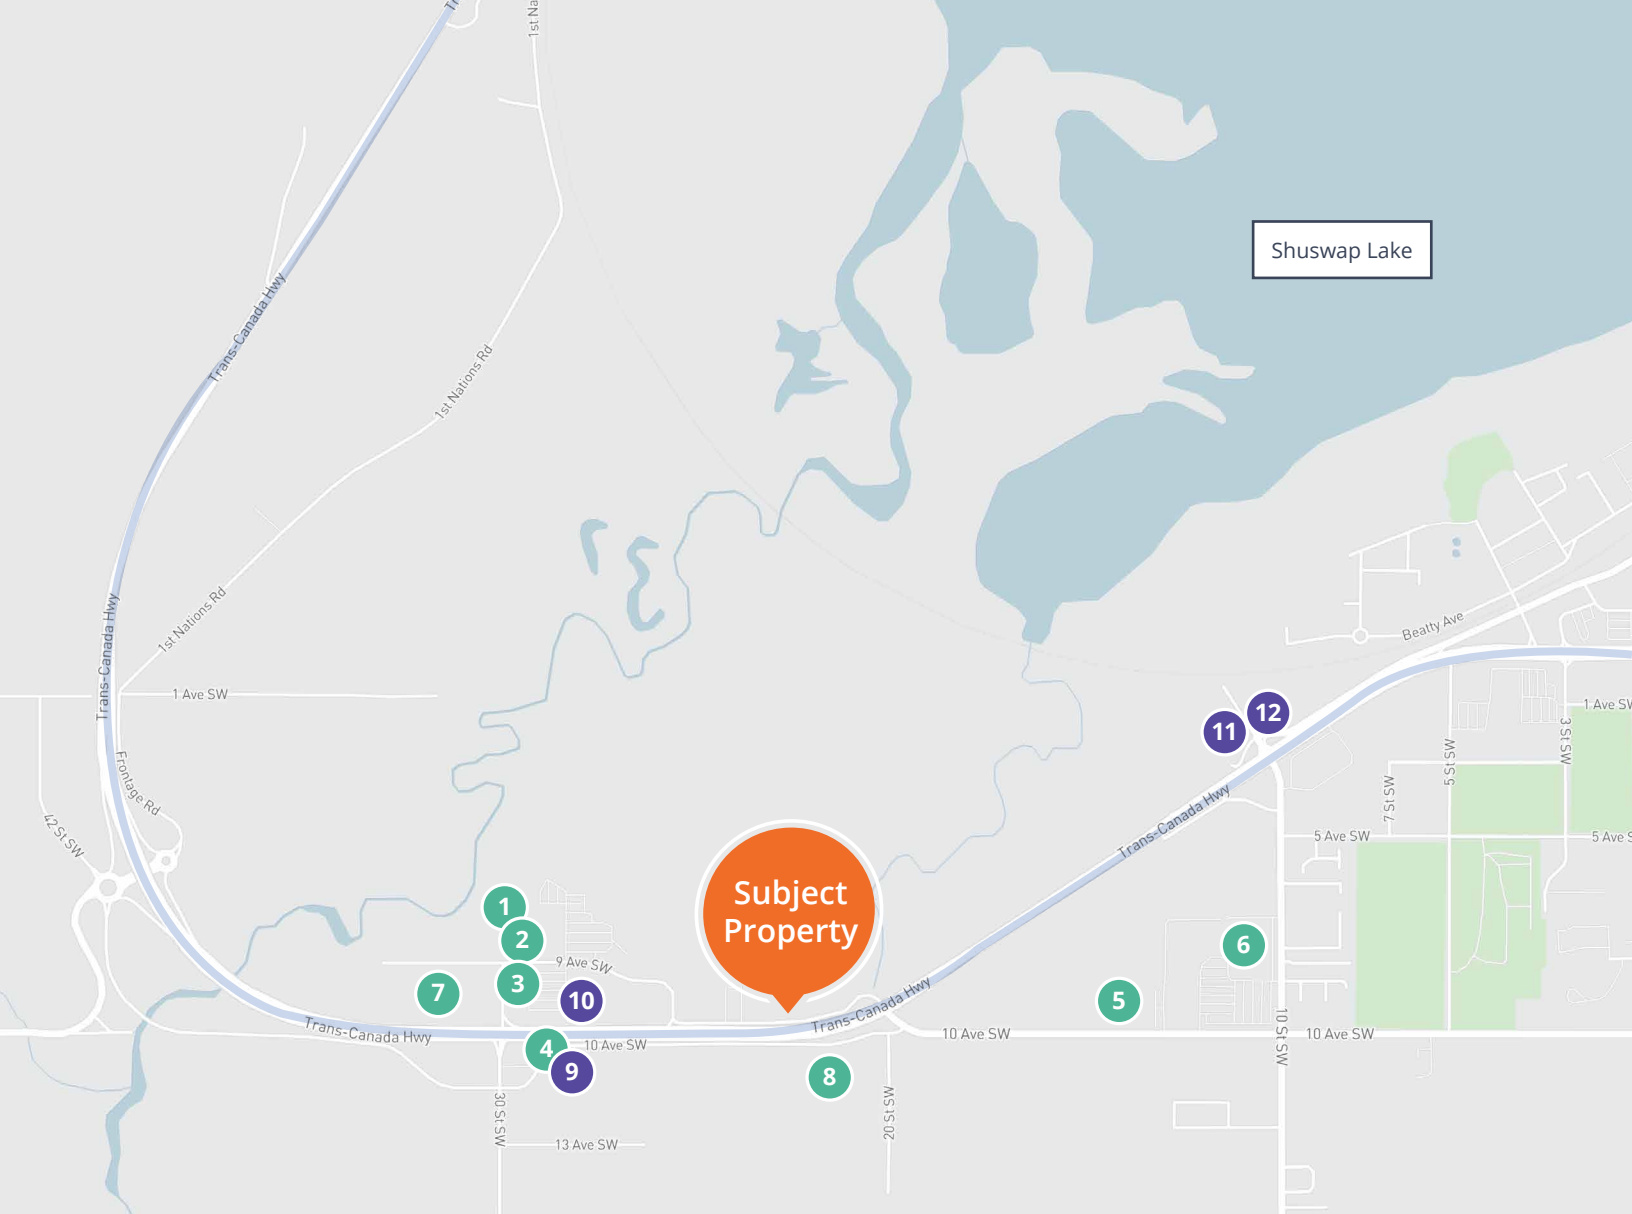 Tr
1st Na
Shuswap Lake
Trans-Canada Hwy
1st Nations Rd
1st Nations Rd
Trans-Canada Hwy
Beatty Ave
1 Ave SW
1 Ave SW
12
11
3 St SW
5 St SW
7 St SW
Frontage Rd
42 St SW
Trans-Canada Hwy
5 Ave SW
5 Ave S
Subject
Property
1
2
6
9 Ave SW
3
7
10
5
Trans-Canada Hwy
Trans-Canada Hwy
10 Ave SW
10 St SW
10 Ave SW
4
10 Ave SW
9
8
30 St SW
20 St SW
13 Ave SW